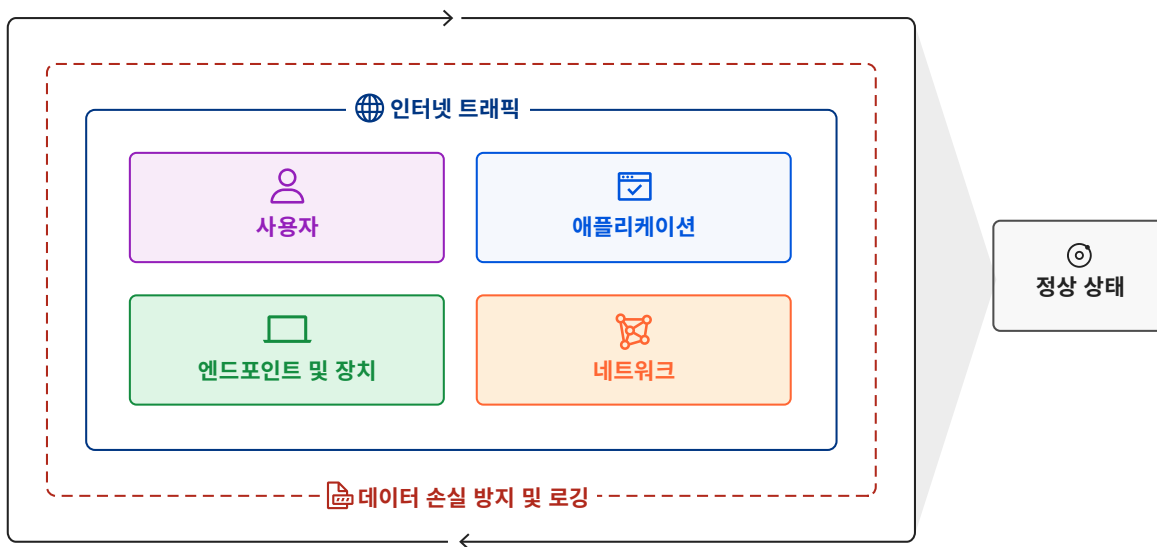 인터넷 트래픽
사용자
애플리케이션
엔드포인트 및 장치
네트워크
데이터 손실 방지 및 로깅
정상 상태